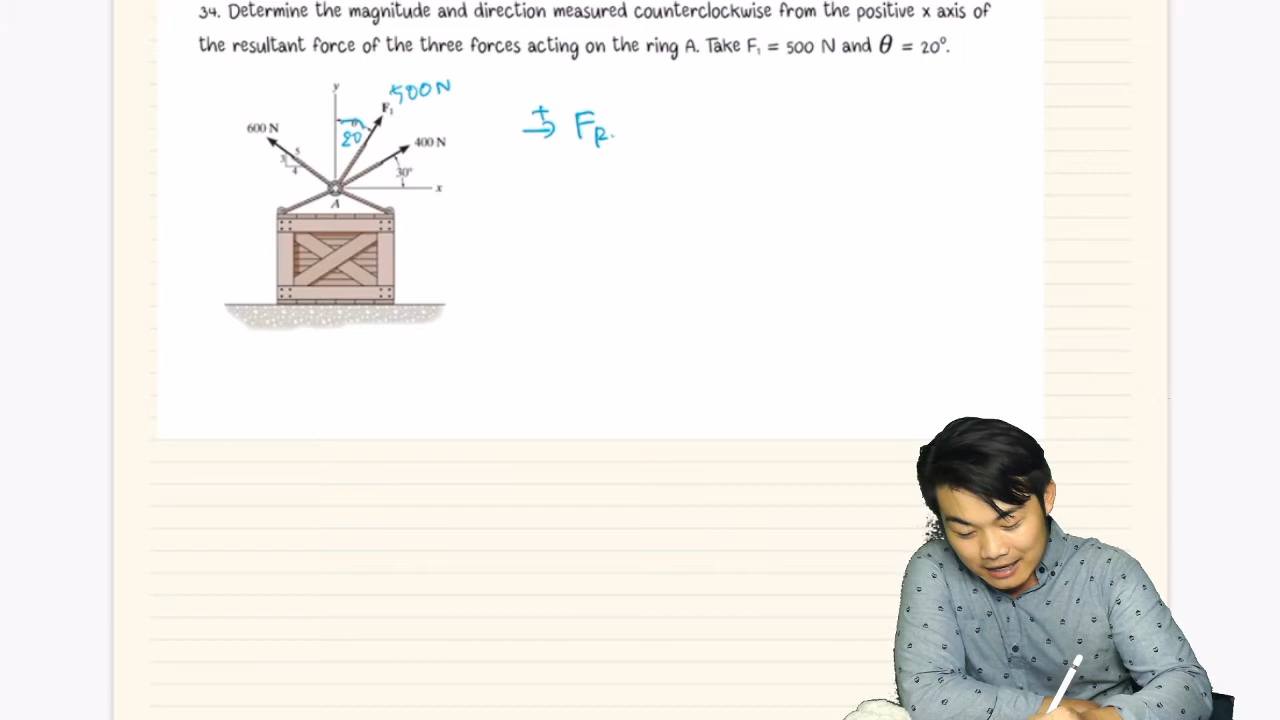 34. Determine the magnitude and direction measured counterclockwise from the positive x axis of
the resultant force of the three forces acting on the ring A. Take F₁ = 500 N and θ = 20°.
y
500N
F₁
600 N
θ
20
400 N
5
3
4
30°
x
A
+
→ F_R.